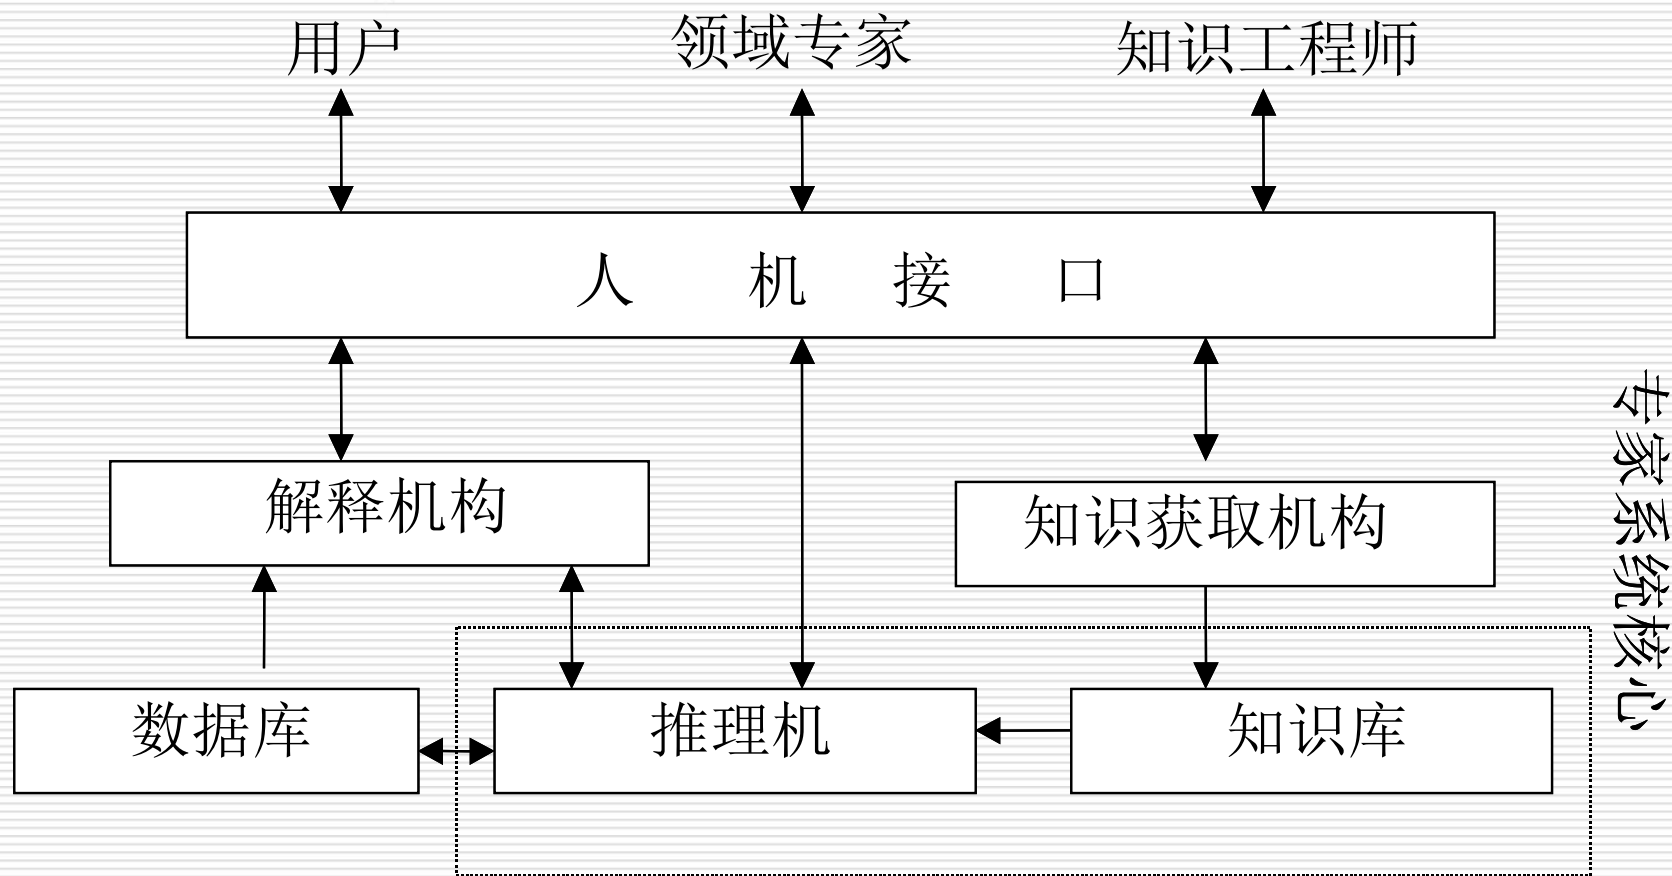 用户 领域专家 知识工程师
人 机 接 口
专家系统核心
解释机构
知识获取机构
数据库 推理机 知识库